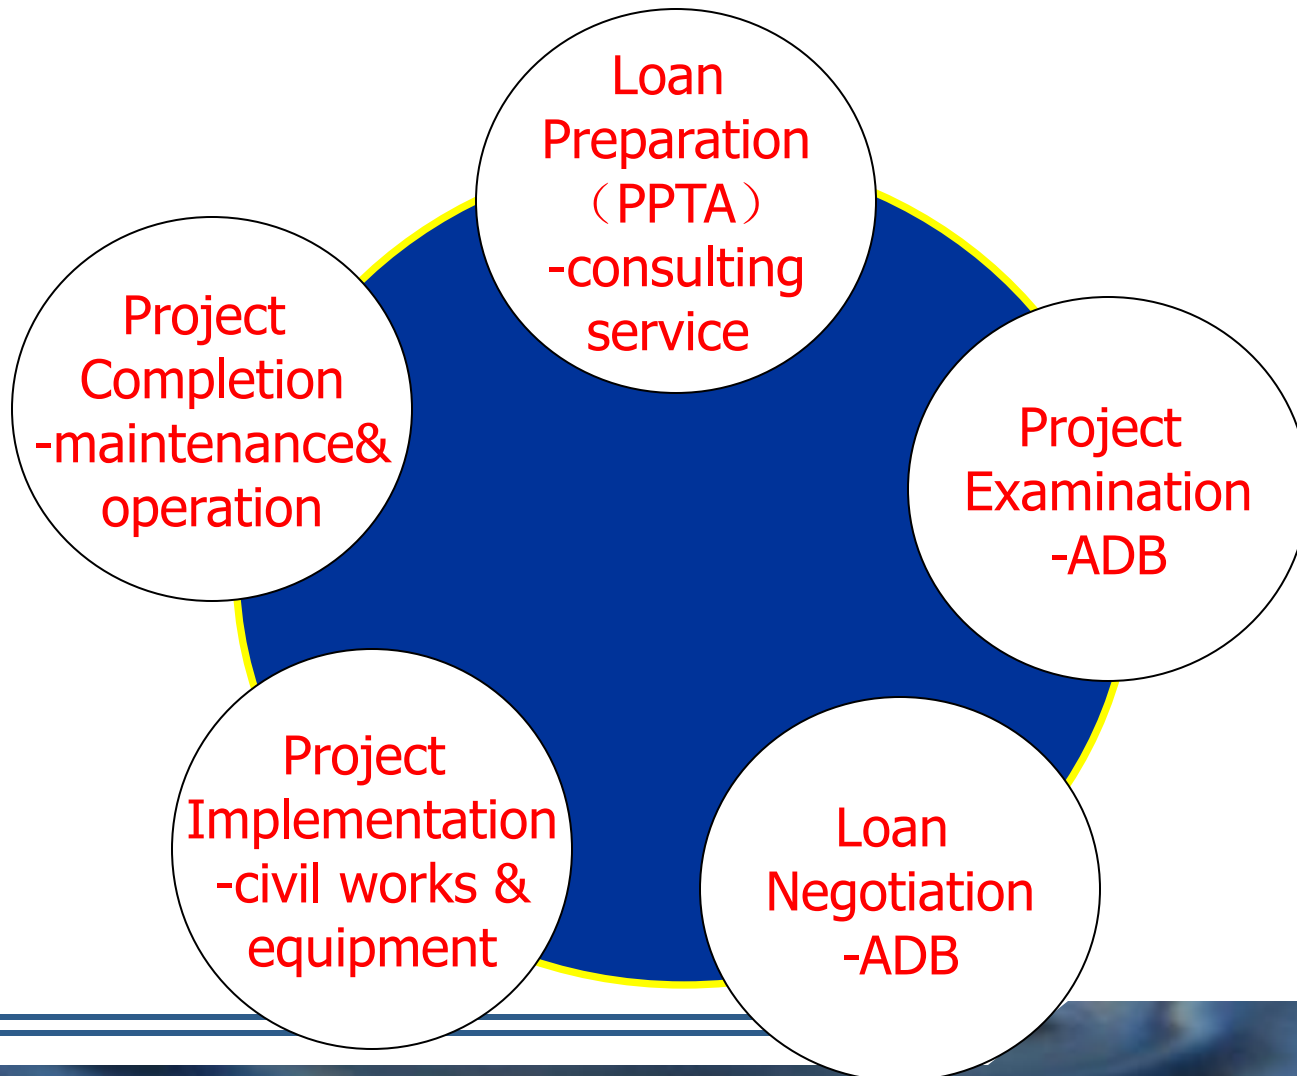 Loan
Preparation
（PPTA）
-consulting
service
Project
Examination
-ADB
Loan
Negotiation
-ADB
Project
Implementation
-civil works &
equipment
Project
Completion
-maintenance&
operation